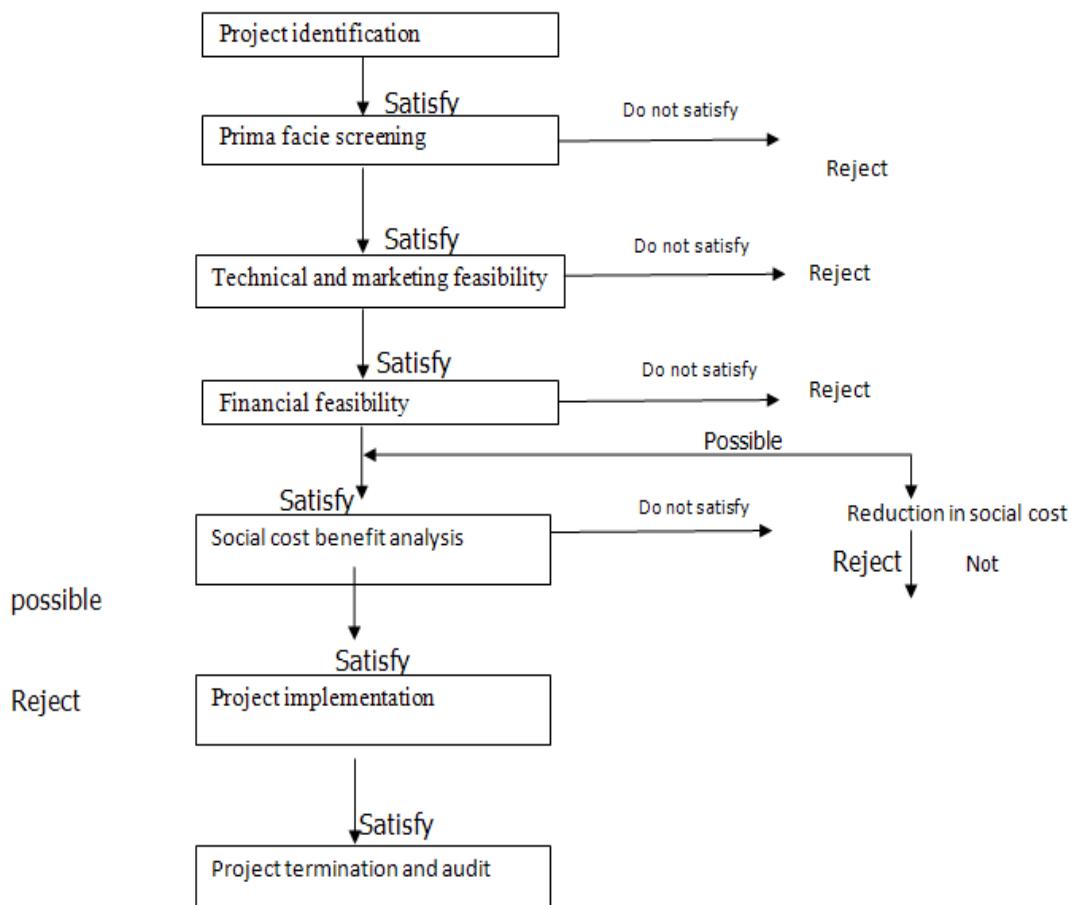 Project identification
Satisfy
Do not satisfy
Prima facie screening
Reject
Satisfy
Do not satisfy
Technical and marketing feasibility
Reject
Satisfy
Do not satisfy
Reject
Financial feasibility
Possible
Satisfy
Do not satisfy
Reduction in social cost
Social cost benefit analysis
Reject
Not
possible
Satisfy
Reject
Project implementation
Satisfy
Project termination and audit